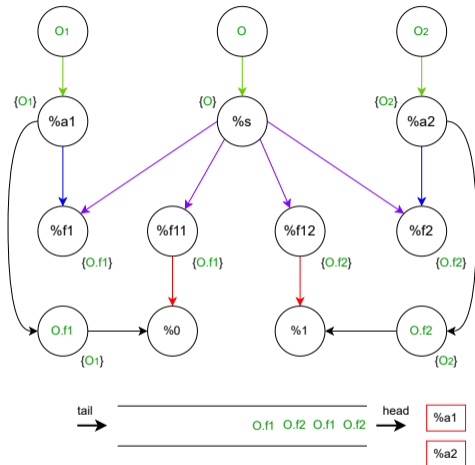 O1 O O2
{O1} {O} {O2}
%a1 %s %a2
%f1 %f11 %f12 %f2
{O.f1} {O.f1} {O.f2} {O.f2}
O.f1 %0 %1 O.f2
{O1} {O2}
tail head
O.f1 O.f2 O.f1 O.f2
%a1
%a2